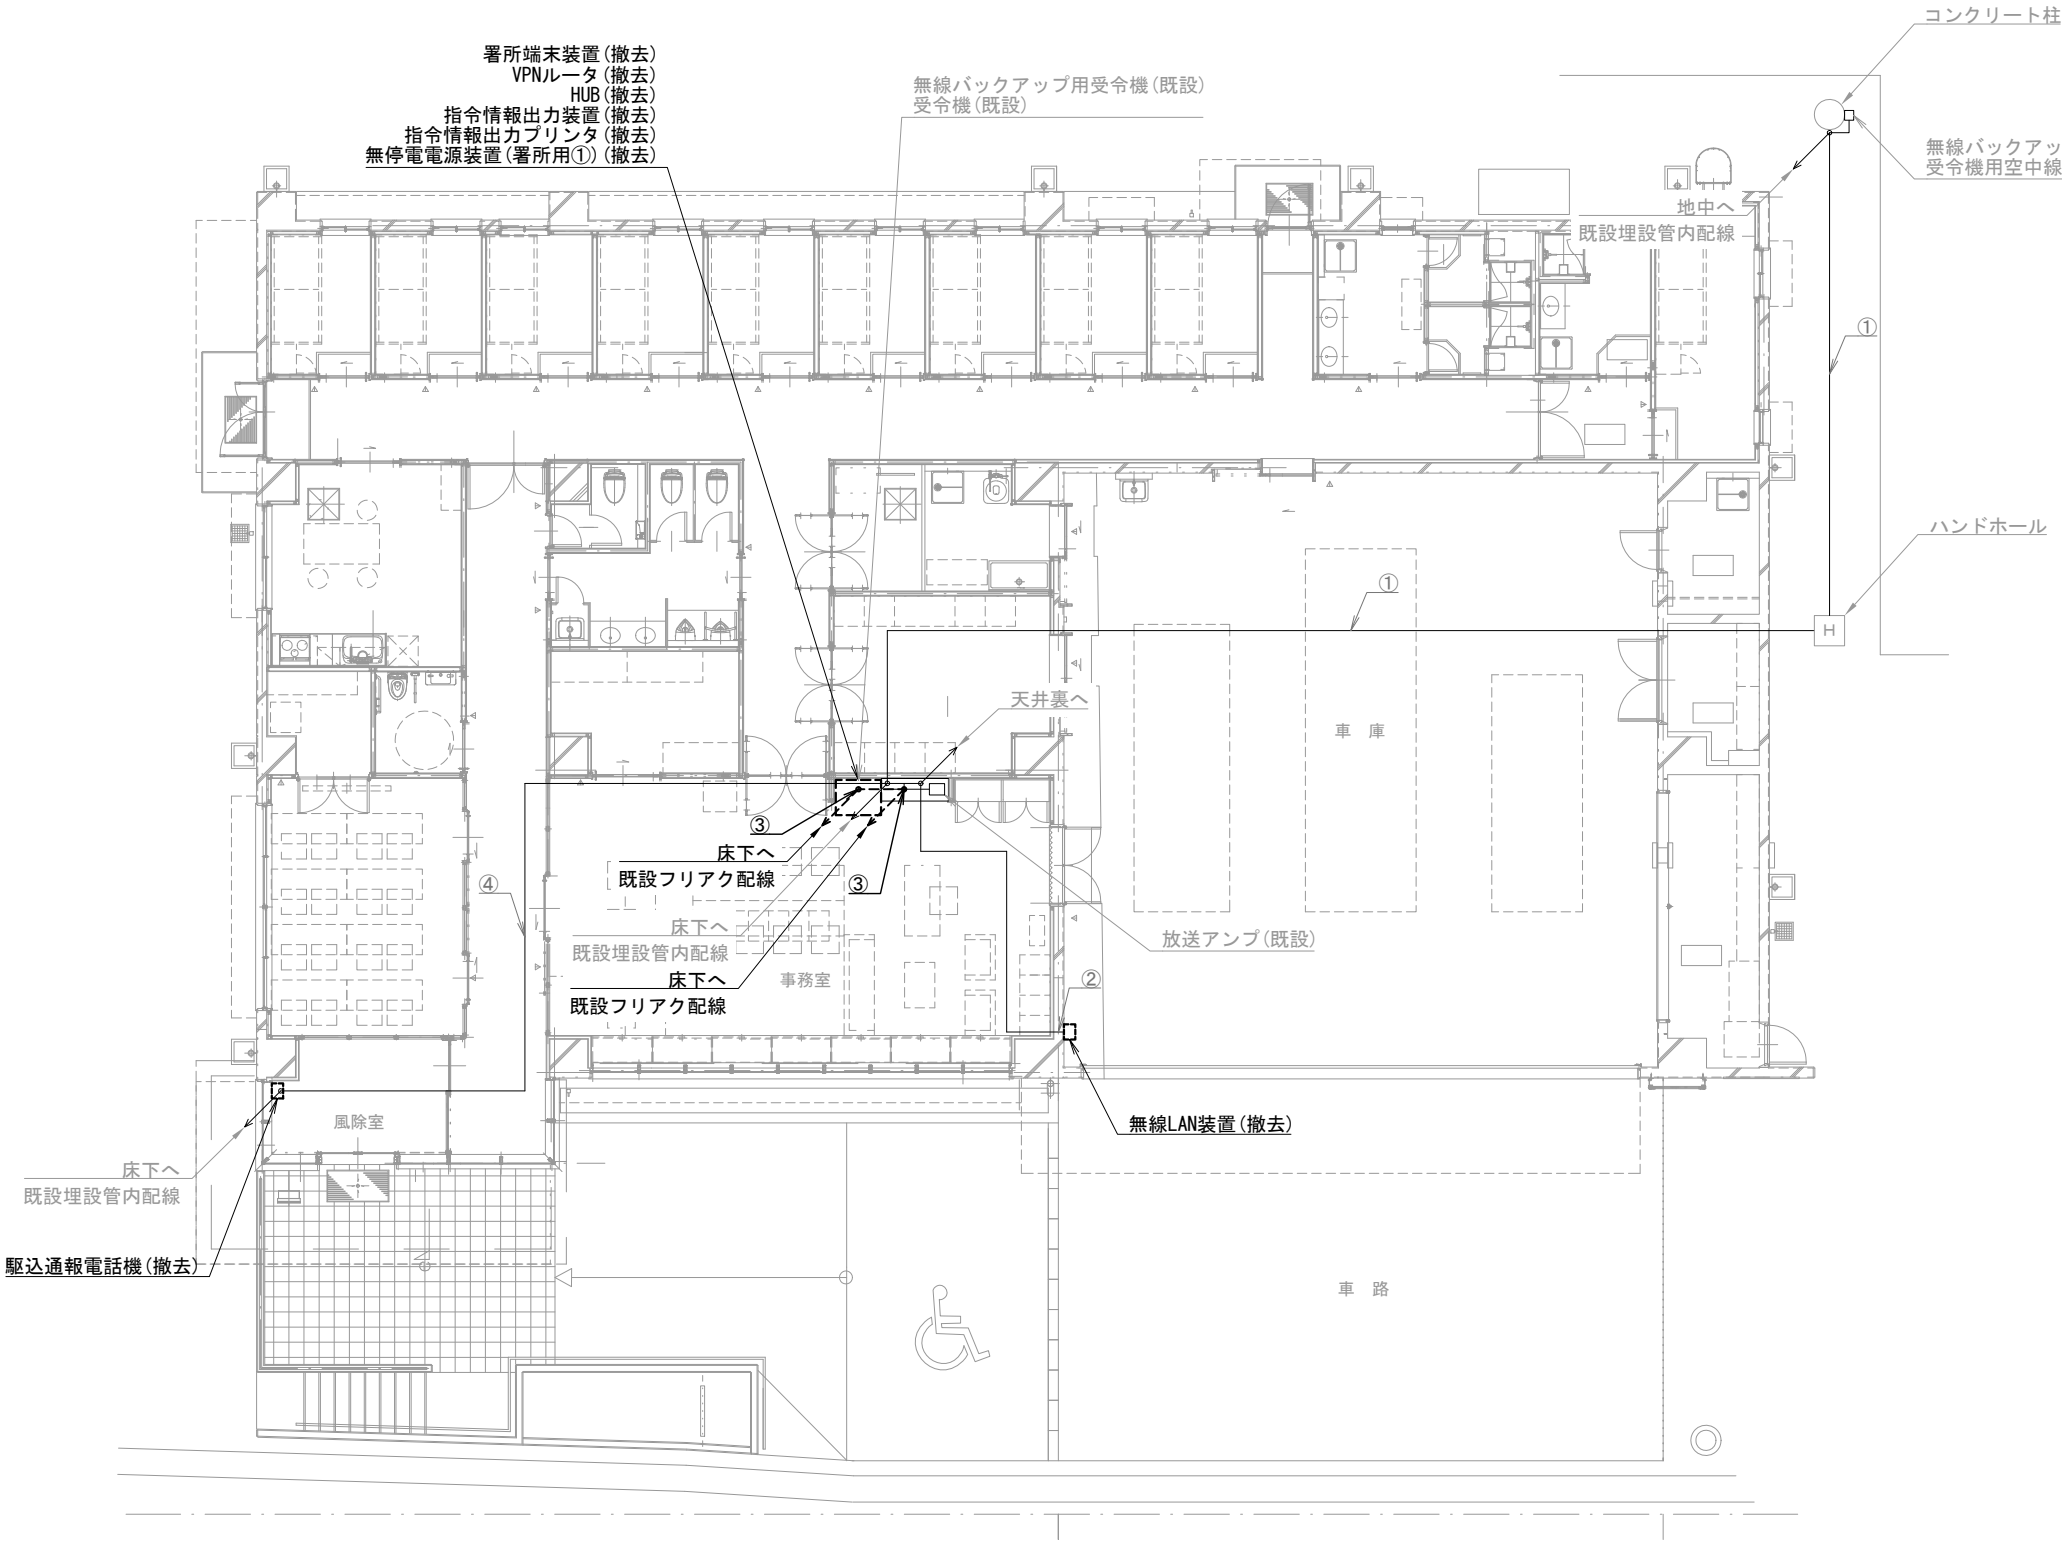 コンクリート柱
署所端末装置(撤去)
VPNルータ(撤去)
HUB(撤去)
指令情報出力装置(撤去)
指令情報出力プリンタ(撤去)
無停電電源装置(署所用①)(撤去)
無線バックアップ用受令機(既設)
受令機(既設)
無線バックアッ
受令機用空中線
地中へ
既設埋設管内配線
①
ハンドホール
①
H
天井裏へ
車 庫
③
床下へ
既設フリアク配線
③
④
床下へ
既設埋設管内配線
放送アンプ(既設)
床下へ
既設フリアク配線
事務室
②
風除室
無線LAN装置(撤去)
床下へ
既設埋設管内配線
駆込通報電話機(撤去)
車 路